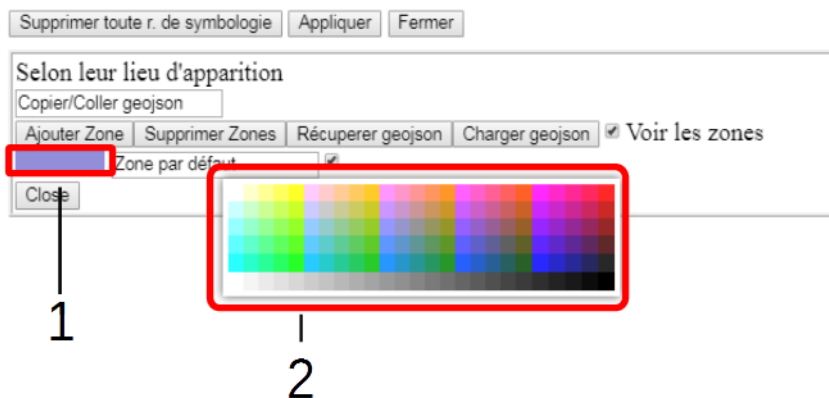 Supprimer toute r. de symbologie Appliquer Fermer
Selon leur lieu d'apparition
Copier/Coller geojson
Ajouter Zone Supprimer Zones Récuperer geojson Charger geojson Voir les zones
Zone par défaut
Close
1
2